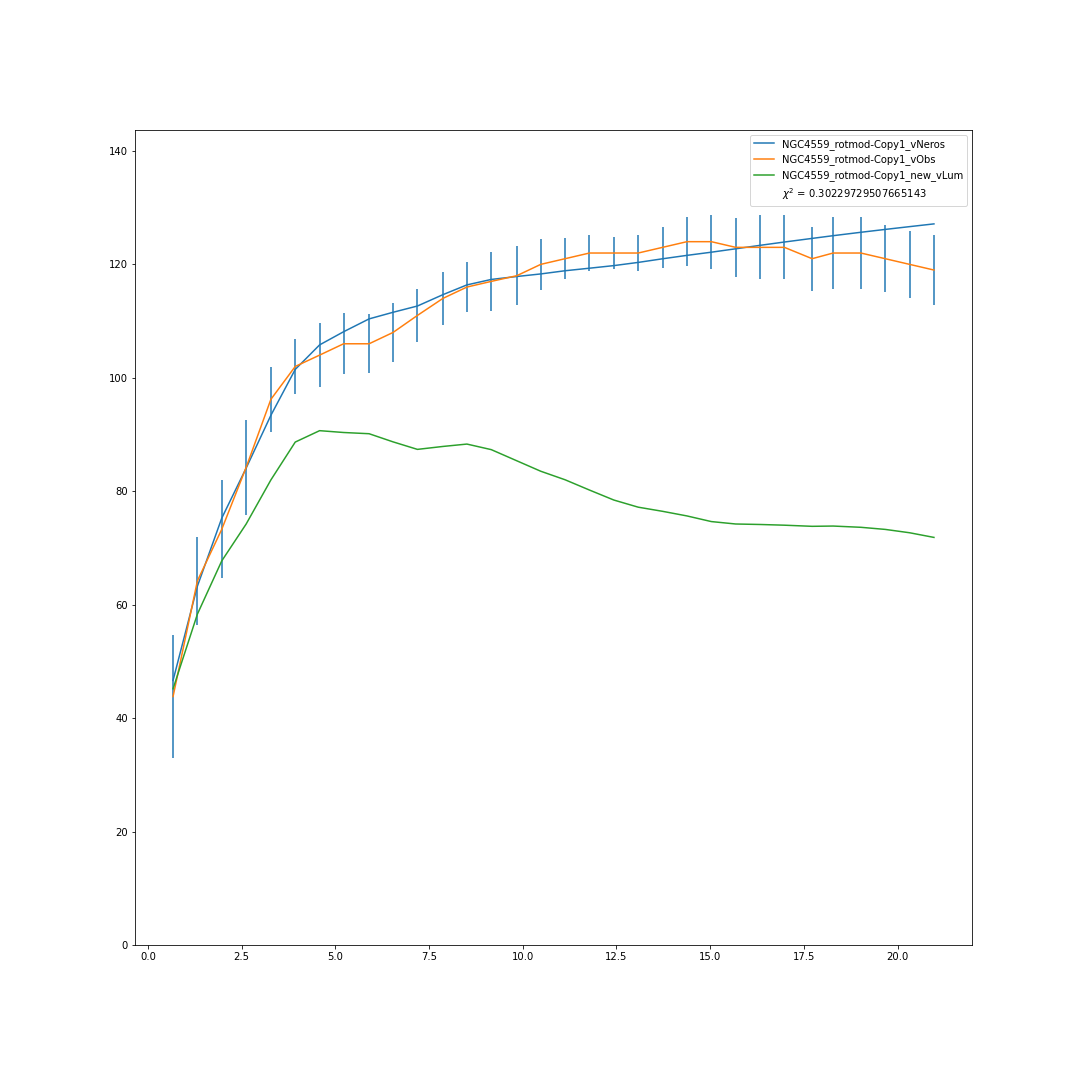 NGC4559_rotmod-Copy1_vNeros
NGC4559_rotmod-Copy1_vObs
NGC4559_rotmod-Copy1_new_vLum
χ² = 0.30229729507665143
140
120
100
80
60
40
20
0
0.0 2.5 5.0 7.5 10.0 12.5 15.0 17.5 20.0